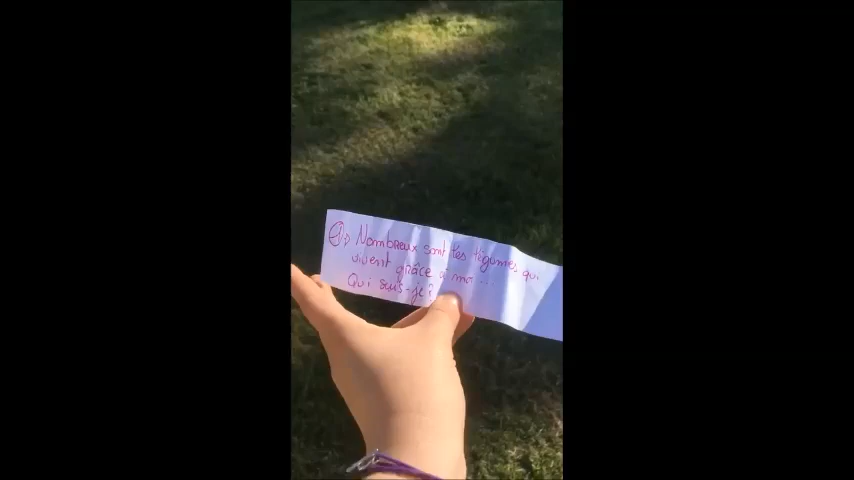 ① Nombreux sont les légumes qui
vivent grâce à moi...
Qui suis-je ?